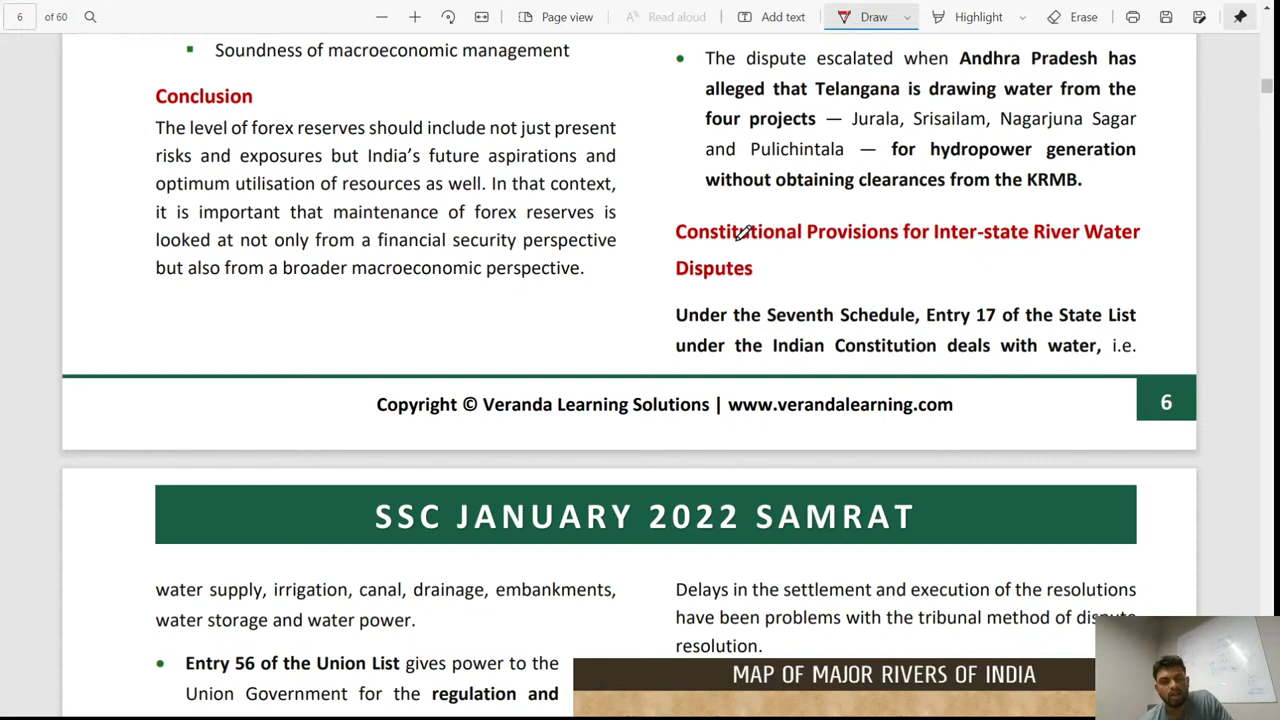 6 of 60
Page view
Read aloud
Add text
Draw
Highlight
Erase
Soundness of macroeconomic management
Conclusion
The level of forex reserves should include not just present
risks and exposures but India’s future aspirations and
optimum utilisation of resources as well. In that context,
it is important that maintenance of forex reserves is
looked at not only from a financial security perspective
but also from a broader macroeconomic perspective.
The dispute escalated when Andhra Pradesh has
alleged that Telangana is drawing water from the
four projects — Jurala, Srisailam, Nagarjuna Sagar
and Pulichintala — for hydropower generation
without obtaining clearances from the KRMB.
Constitutional Provisions for Inter-state River Water
Disputes
Under the Seventh Schedule, Entry 17 of the State List
under the Indian Constitution deals with water, i.e.
Copyright © Veranda Learning Solutions | www.verandalearning.com
6
SSC JANUARY 2022 SAMRAT
water supply, irrigation, canal, drainage, embankments,
water storage and water power.
Entry 56 of the Union List gives power to the
Union Government for the regulation and
Delays in the settlement and execution of the resolutions
have been problems with the tribunal method of dispute
resolution.
MAP OF MAJOR RIVERS OF INDIA